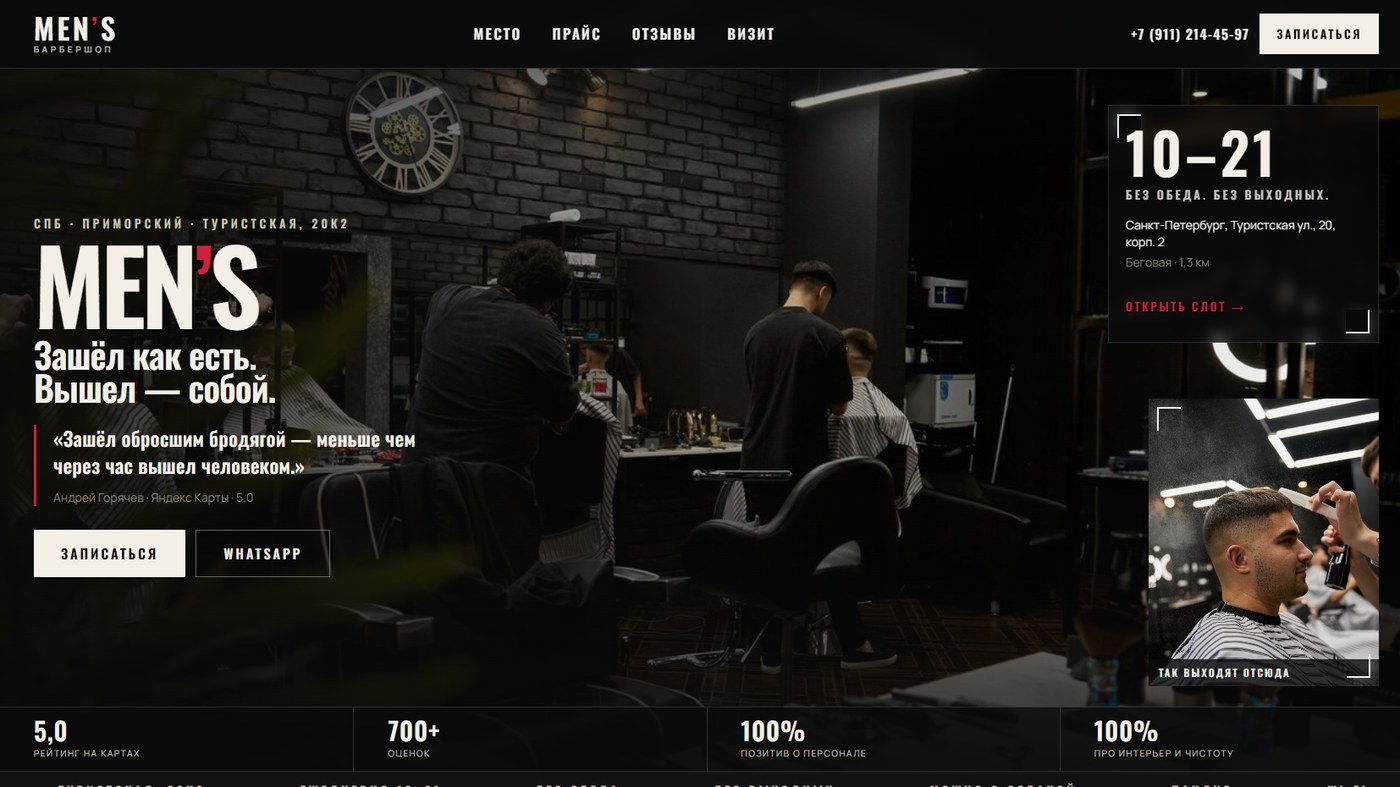 MEN’S
БАРБЕРШОП
МЕСТО
ПРАЙС
ОТЗЫВЫ
ВИЗИТ
+7 (911) 214-45-97
ЗАПИСАТЬСЯ
СПБ · ПРИМОРСКИЙ · ТУРИСТСКАЯ, 20К2
MEN’S
Зашёл как есть.
Вышел — собой.
«Зашёл обросшим бродягой — меньше чем
через час вышел человеком.»
Андрей Горячев · Яндекс Карты · 5,0
ЗАПИСАТЬСЯ
WHATSAPP
10–21
БЕЗ ОБЕДА. БЕЗ ВЫХОДНЫХ.
Санкт-Петербург, Туристская ул., 20,
корп. 2
Беговая · 1,3 км
ОТКРЫТЬ СЛОТ →
ТАК ВЫХОДЯТ ОТСЮДА
5,0
РЕЙТИНГ НА КАРТАХ
700+
ОЦЕНОК
100%
ПОЗИТИВ О ПЕРСОНАЛЕ
100%
ПРО ИНТЕРЬЕР И ЧИСТОТУ